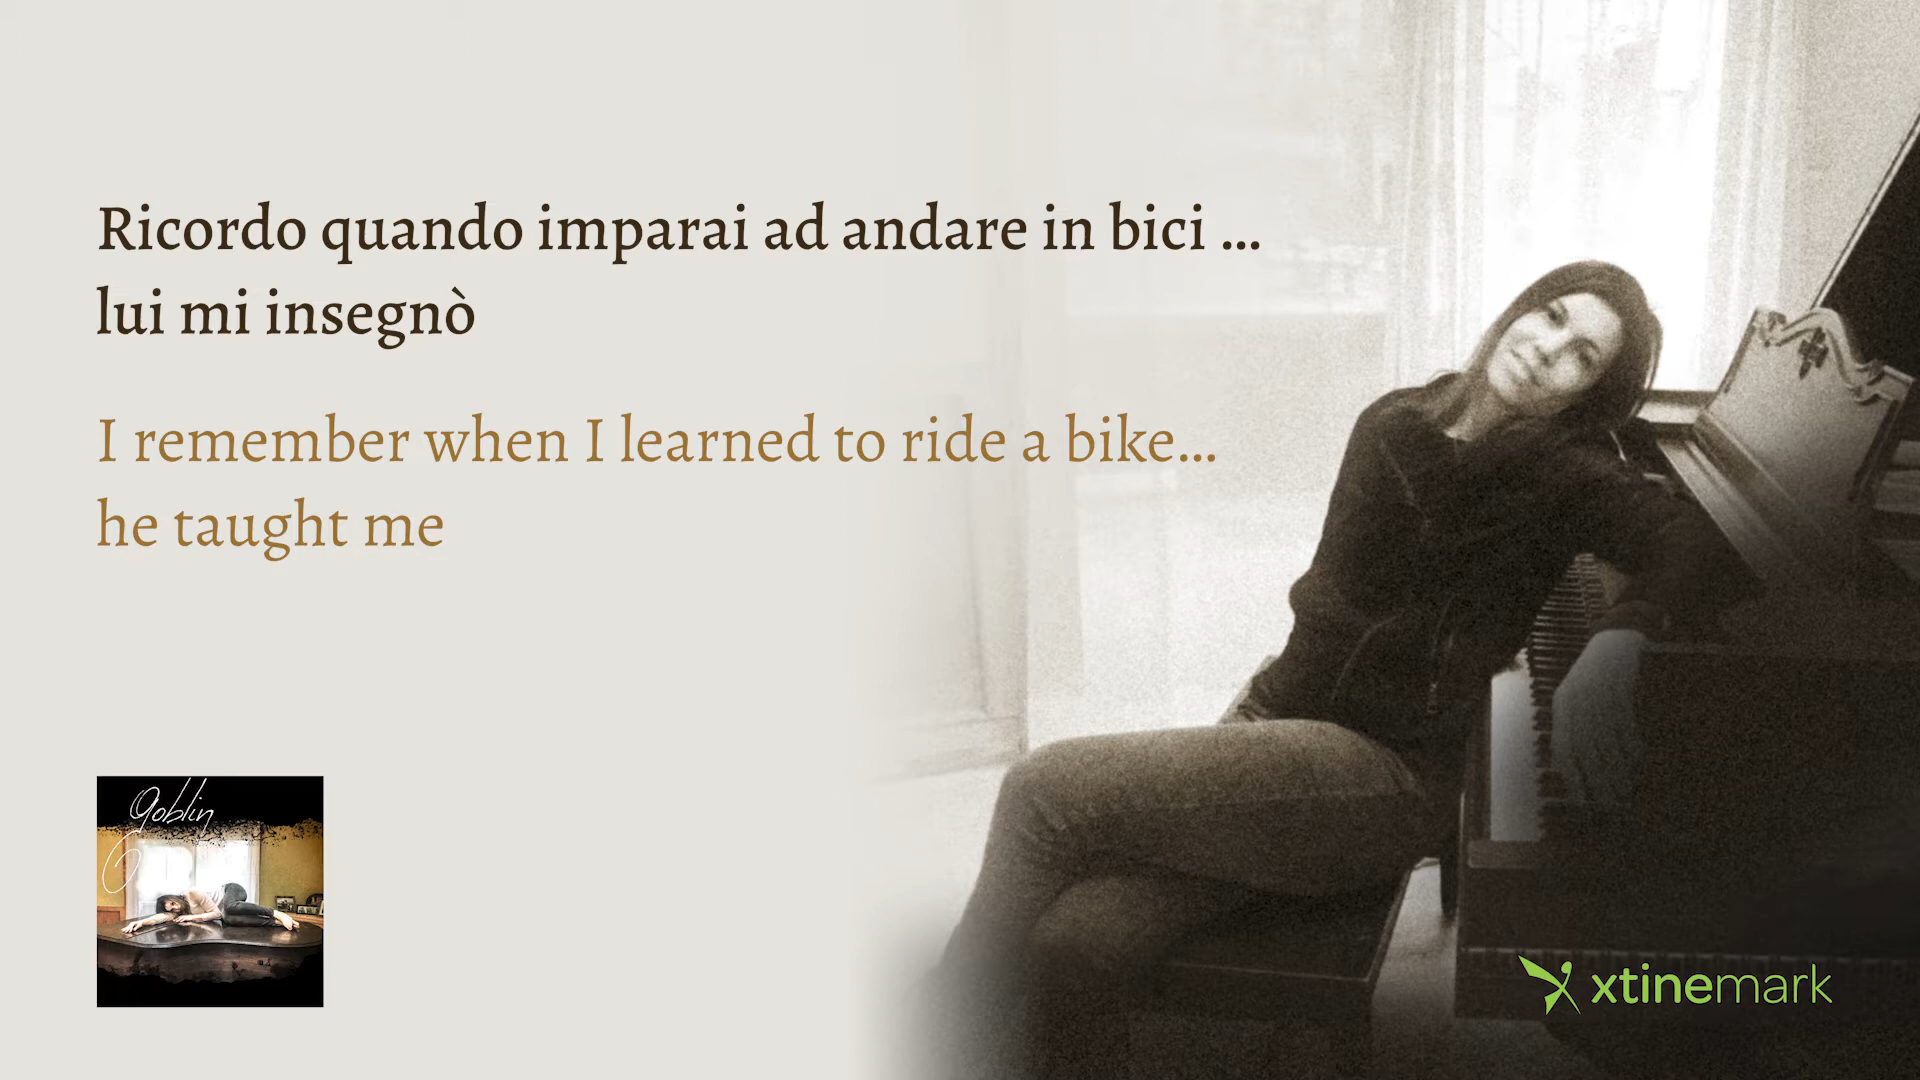 Ricordo quando imparai ad andare in bici ...
lui mi insegnò
I remember when I learned to ride a bike...
he taught me
Goblin
xtinemark